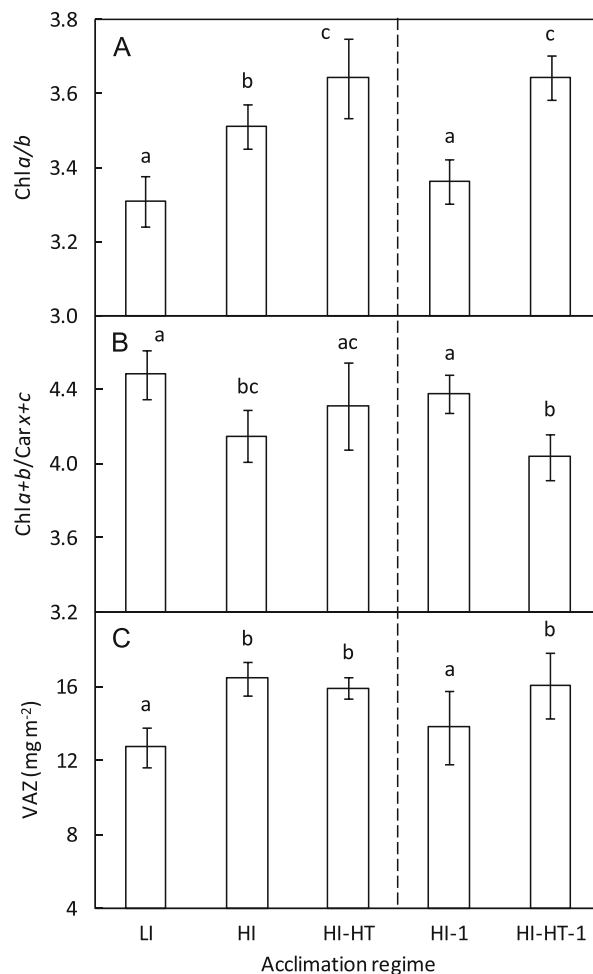 3.8
A
c
c
b
3.6
a
a
3.4
3.2
3.0
Chl a/b
B
a
ac
a
bc
b
4.4
4.0
3.6
3.2
Chl a+b/Car x+c
C
b
b
b
a
a
16
12
8
4
VAZ (mg m-2)
LI HI HI-HT HI-1 HI-HT-1
Acclimation regime